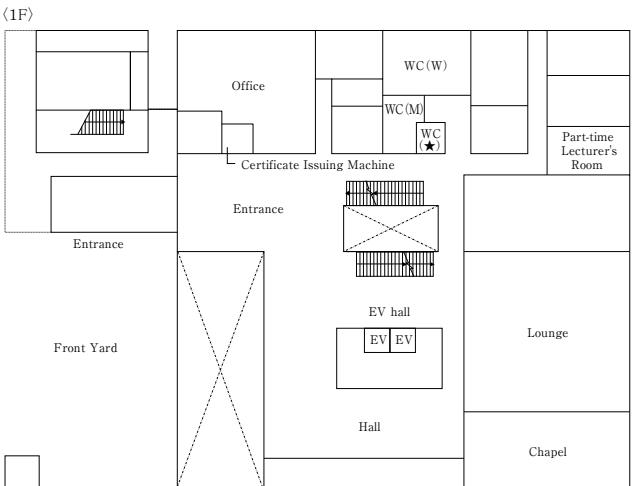 〈1F〉
Office
WC(W)
WC(M)
WC
(★)
Part-time
Lecturer's
Room
Certificate Issuing Machine
Entrance
Entrance
EV hall
EV EV
Front Yard
Lounge
Hall
Chapel